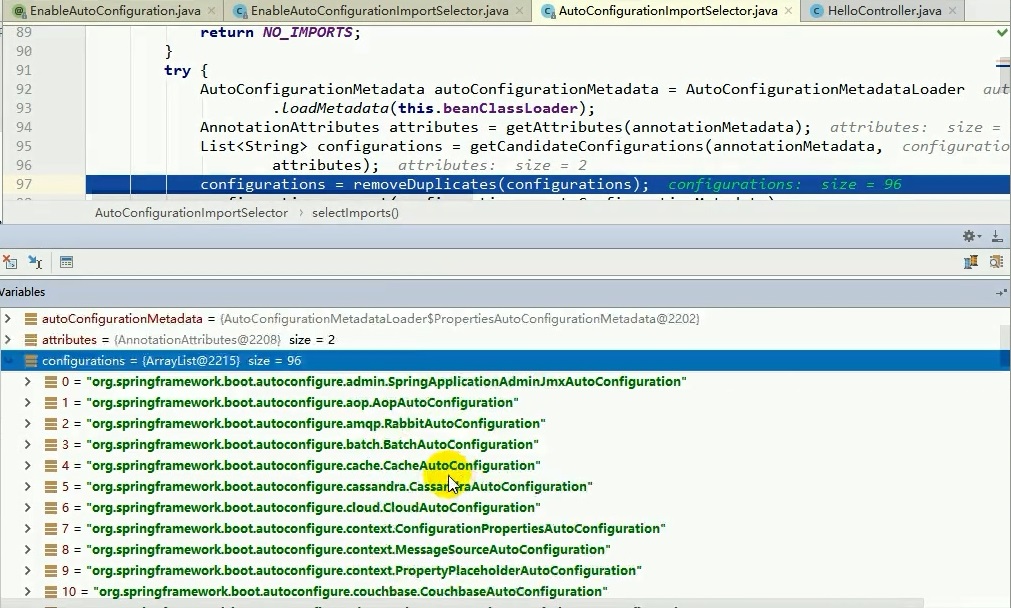 EnableAutoConfiguration.java EnableAutoConfigurationImportSelector.java AutoConfigurationImportSelector.java HelloController.java
89 return NO_IMPORTS;
90 }
91 try {
92 AutoConfigurationMetadata autoConfigurationMetadata = AutoConfigurationMetadataLoader aut
93 .loadMetadata(this.beanClassLoader);
94 AnnotationAttributes attributes = getAttributes(annotationMetadata); attributes: size =
95 List<String> configurations = getCandidateConfigurations(annotationMetadata, configuratio
96 attributes); attributes: size = 2
97 configurations = removeDuplicates(configurations); configurations: size = 96
AutoConfigurationImportSelector › selectImports()
Variables
autoConfigurationMetadata = {AutoConfigurationMetadataLoader$PropertiesAutoConfigurationMetadata@2202}
attributes = {AnnotationAttributes@2208} size = 2
configurations = {ArrayList@2215} size = 96
0 = "org.springframework.boot.autoconfigure.admin.SpringApplicationAdminJmxAutoConfiguration"
1 = "org.springframework.boot.autoconfigure.aop.AopAutoConfiguration"
2 = "org.springframework.boot.autoconfigure.amqp.RabbitAutoConfiguration"
3 = "org.springframework.boot.autoconfigure.batch.BatchAutoConfiguration"
4 = "org.springframework.boot.autoconfigure.cache.CacheAutoConfiguration"
5 = "org.springframework.boot.autoconfigure.cassandra.CassandraAutoConfiguration"
6 = "org.springframework.boot.autoconfigure.cloud.CloudAutoConfiguration"
7 = "org.springframework.boot.autoconfigure.context.ConfigurationPropertiesAutoConfiguration"
8 = "org.springframework.boot.autoconfigure.context.MessageSourceAutoConfiguration"
9 = "org.springframework.boot.autoconfigure.context.PropertyPlaceholderAutoConfiguration"
10 = "org.springframework.boot.autoconfigure.couchbase.CouchbaseAutoConfiguration"